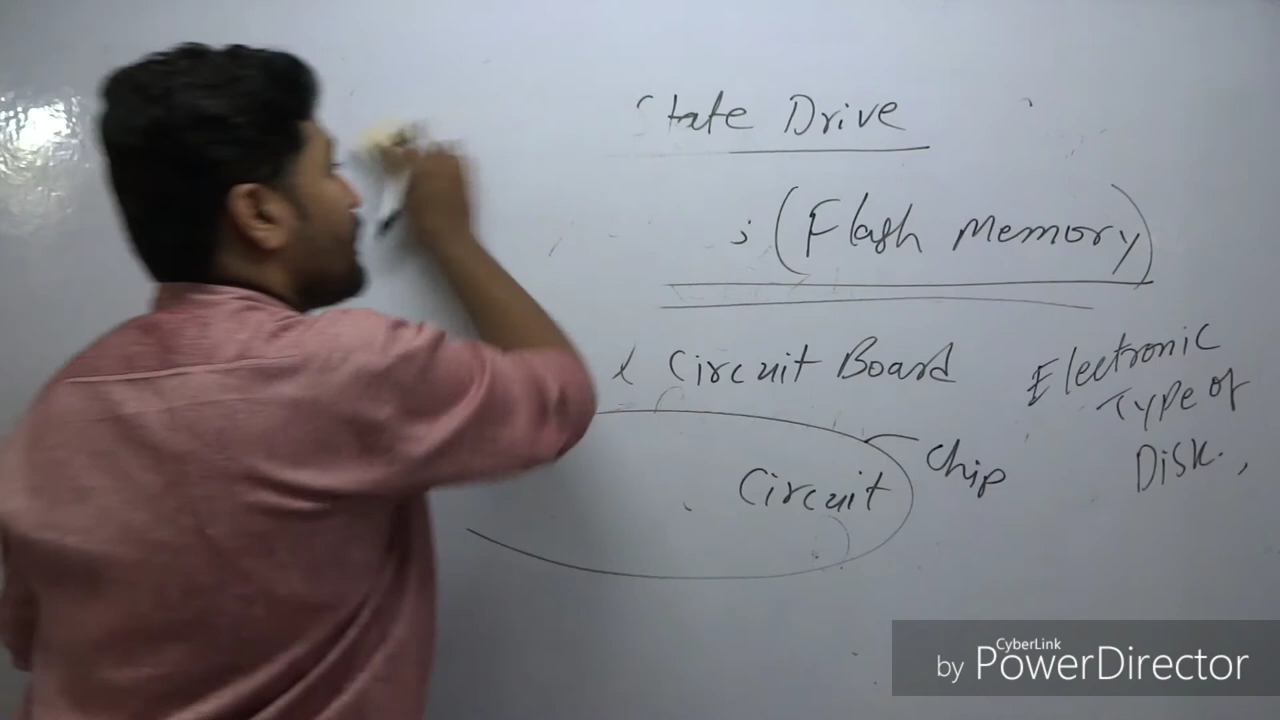 State Drive
; (Flash Memory)
l Circuit Board
Electronic
Type of
Disk.,
Chip
Circuit
CyberLink
by PowerDirector